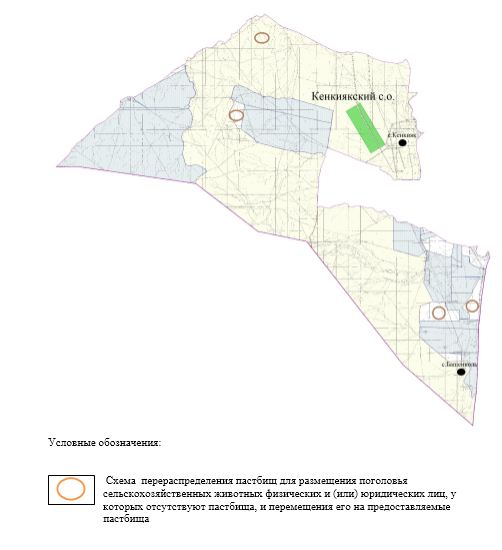 Кенкиякский с.о.
с.Кенкияк
с.Башенколь
Условные обозначения:
Схема перераспределения пастбищ для размещения поголовья
сельскохозяйственных животных физических и (или) юридических лиц, у
которых отсутствуют пастбища, и перемещения его на предоставляемые
пастбища